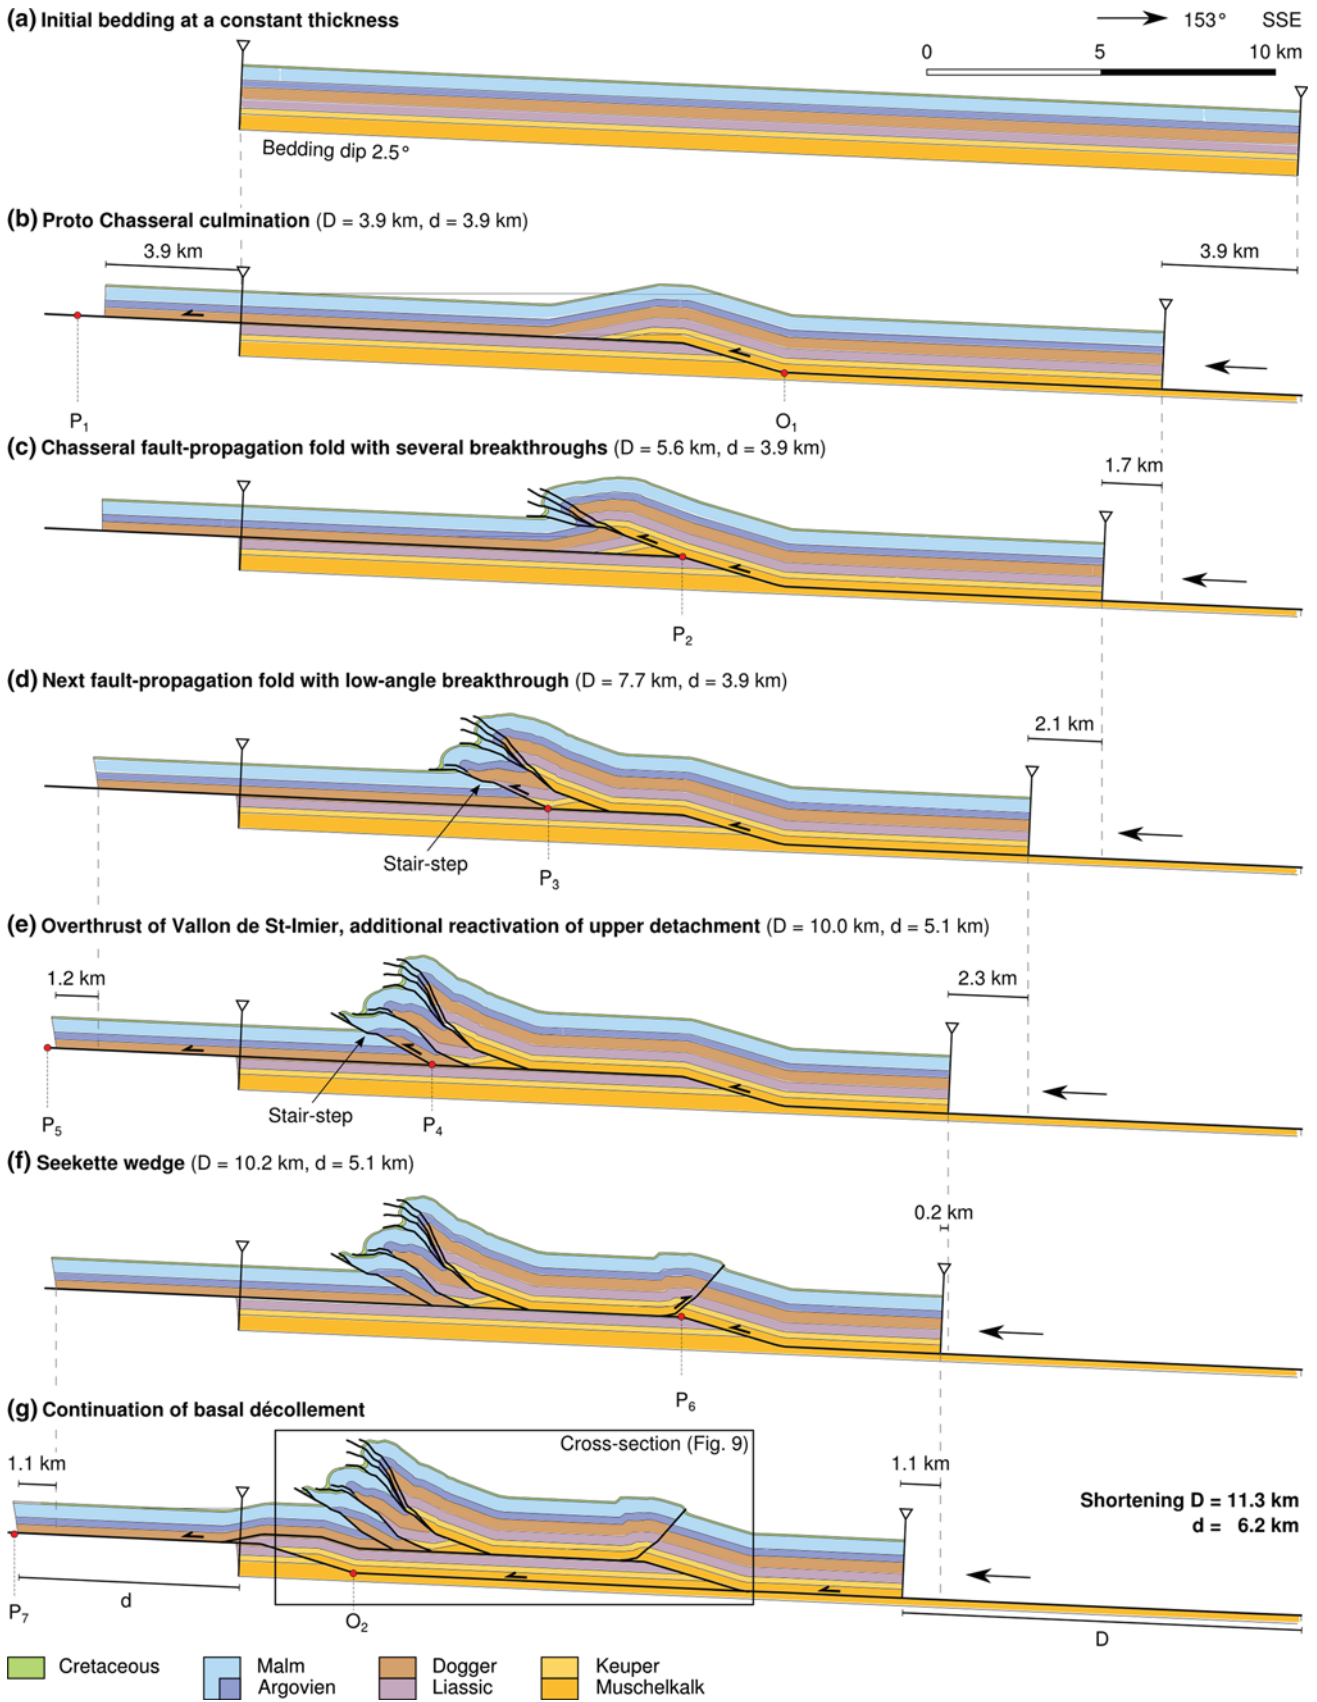 (a) Initial bedding at a constant thickness
153° SSE
0 5 10 km
Bedding dip 2.5°
(b) Proto Chasseral culmination (D = 3.9 km, d = 3.9 km)
3.9 km
3.9 km
P1
O1
(c) Chasseral fault-propagation fold with several breakthroughs (D = 5.6 km, d = 3.9 km)
1.7 km
P2
(d) Next fault-propagation fold with low-angle breakthrough (D = 7.7 km, d = 3.9 km)
2.1 km
Stair-step
P3
(e) Overthrust of Vallon de St-Imier, additional reactivation of upper detachment (D = 10.0 km, d = 5.1 km)
1.2 km
2.3 km
Stair-step
P5
P4
(f) Seekette wedge (D = 10.2 km, d = 5.1 km)
0.2 km
P6
(g) Continuation of basal décollement
Cross-section (Fig. 9)
1.1 km
1.1 km
Shortening D = 11.3 km
d = 6.2 km
d
P7
O2
D
Cretaceous
Malm
Argovien
Dogger
Liassic
Keuper
Muschelkalk